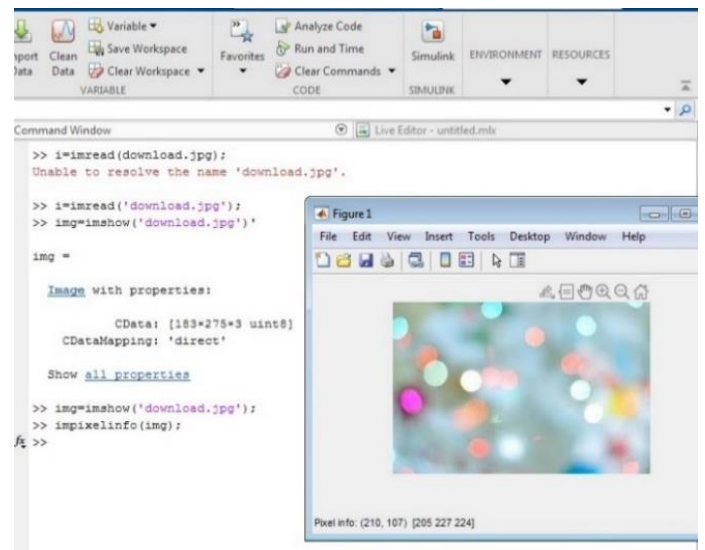 Variable
Save Workspace
Clear Workspace
Clean
Data
Data
VARIABLE
Favorites
Analyze Code
Run and Time
Clear Commands
CODE
Simulink
SIMULINK
ENVIRONMENT
RESOURCES
Command Window
Live Editor - untitled.mlx
>> i=imread(download.jpg);
Unable to resolve the name 'download.jpg'.
>> i=imread('download.jpg');
>> img=imshow('download.jpg')'
img =
Image with properties:
CData: [183×275×3 uint8]
CDataMapping: 'direct'
Show all properties
>> img=imshow('download.jpg');
>> impixelinfo(img);
fx >>
Figure 1
File Edit View Insert Tools Desktop Window Help
Pixel info: (210, 107) [205 227 224]